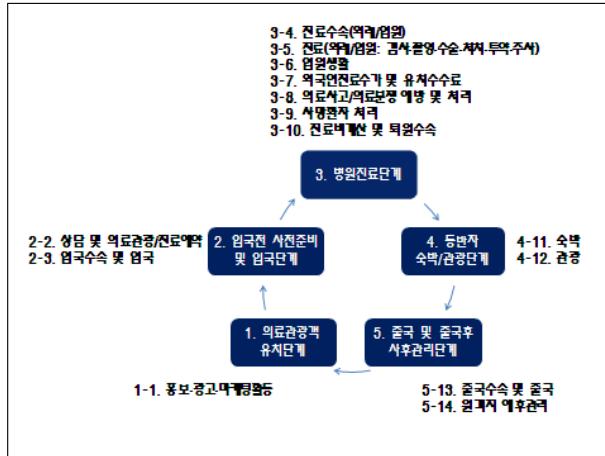 3-4. 진료수속(외래/입원)
3-5. 진료(외래/입원: 검사·촬영·수술·처치·투약·주사)
3-6. 입원생활
3-7. 외국인진료수가 및 유치수수료
3-8. 의료사고/의료분쟁 예방 및 처리
3-9. 사망환자 처리
3-10. 진료비계산 및 퇴원수속
3. 병원진료단계
2-2. 상담 및 의료관광/진료예약
2-3. 입국수속 및 입국
2. 입국전 사전준비
및 입국단계
4. 동반자
숙박/관광단계
4-11. 숙박
4-12. 관광
1. 의료관광객
유치단계
5. 출국 및 출국후
사후관리단계
1-1. 홍보·광고·마케팅활동
5-13. 출국수속 및 출국
5-14. 원격지 예후관리